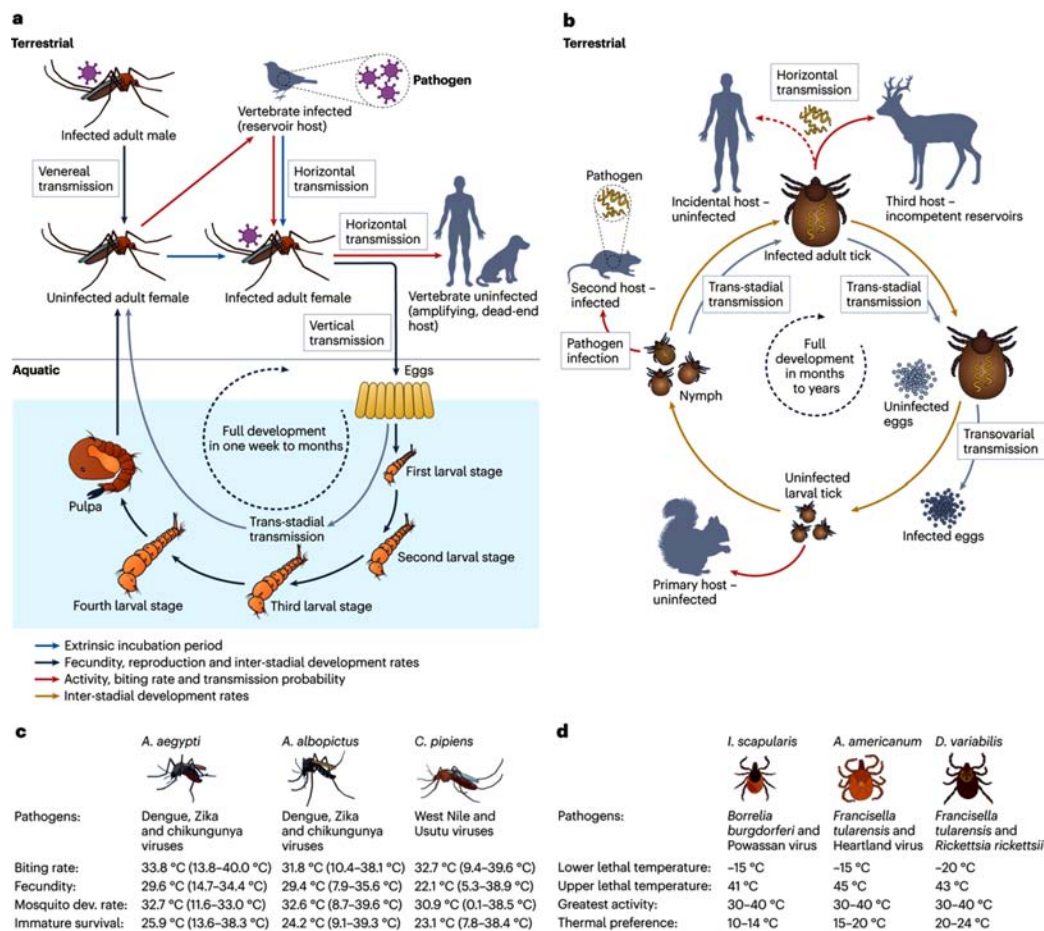 a
Terrestrial
Infected adult male
Vertebrate infected
(reservoir host)
Pathogen
Venereal
transmission
Horizontal
transmission
Horizontal
transmission
Uninfected adult female
Infected adult female
Vertebrate uninfected
(amplifying, dead-end
host)
Vertical
transmission
Aquatic
Eggs
Full development
in one week to months
First larval stage
Pulpa
Trans-stadial
transmission
Second larval stage
Fourth larval stage
Third larval stage
Extrinsic incubation period
Fecundity, reproduction and inter-stadial development rates
Activity, biting rate and transmission probability
Inter-stadial development rates
b
Terrestrial
Horizontal
transmission
Pathogen
Incidental host –
uninfected
Third host –
incompetent reservoirs
Infected adult tick
Second host –
infected
Trans-stadial
transmission
Trans-stadial
transmission
Pathogen
infection
Full
development
in months
to years
Nymph
Uninfected
eggs
Transovarial
transmission
Uninfected
larval tick
Infected eggs
Primary host –
uninfected
c
A. aegypti A. albopictus C. pipiens
Pathogens: Dengue, Zika Dengue, Zika West Nile and
and chikungunya and chikungunya Usutu viruses
viruses viruses
Biting rate: 33.8 °C (13.8–40.0 °C) 31.8 °C (10.4–38.1 °C) 32.7 °C (9.4–39.6 °C)
Fecundity: 29.6 °C (14.7–34.4 °C) 29.4 °C (7.9–35.6 °C) 22.1 °C (5.3–38.9 °C)
Mosquito dev. rate: 32.7 °C (11.6–33.0 °C) 32.6 °C (8.7–39.6 °C) 30.9 °C (0.1–38.5 °C)
Immature survival: 25.9 °C (13.6–38.3 °C) 24.2 °C (9.1–39.3 °C) 23.1 °C (7.8–38.4 °C)
d
I. scapularis A. americanum D. variabilis
Pathogens: Borrelia Francisella Francisella
burgdorferi and tularensis and tularensis and
Powassan virus Heartland virus Rickettsia rickettsii
Lower lethal temperature: –15 °C –15 °C –20 °C
Upper lethal temperature: 41 °C 45 °C 43 °C
Greatest activity: 30–40 °C 30–40 °C 30–40 °C
Thermal preference: 10–14 °C 15–20 °C 20–24 °C